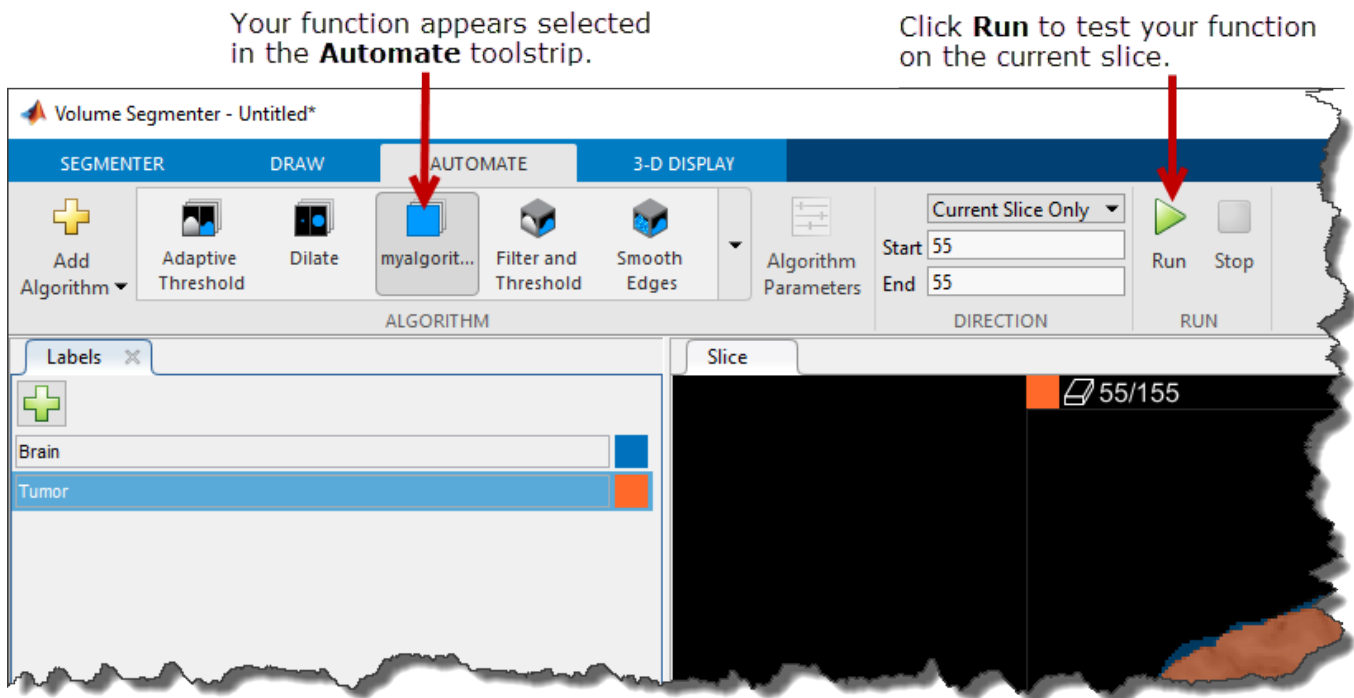 Your function appears selected
in the Automate toolstrip.
Click Run to test your function
on the current slice.
Volume Segmenter - Untitled*
SEGMENTER
DRAW
AUTOMATE
3-D DISPLAY
Add
Algorithm
Adaptive
Threshold
Dilate
myalgorit...
Filter and
Threshold
Smooth
Edges
Algorithm
Parameters
Current Slice Only
Start 55
End 55
Run
Stop
ALGORITHM
DIRECTION
RUN
Labels
Slice
55/155
Brain
Tumor